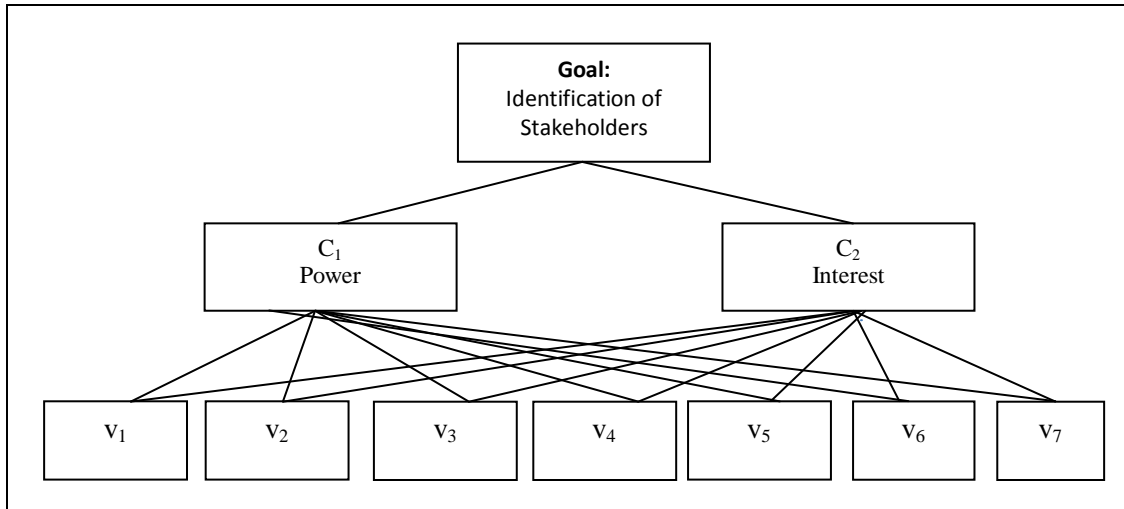 Goal:
Identification of
Stakeholders
C₁
Power
C₂
Interest
v₁
v₂
v₃
v₄
v₅
v₆
v₇